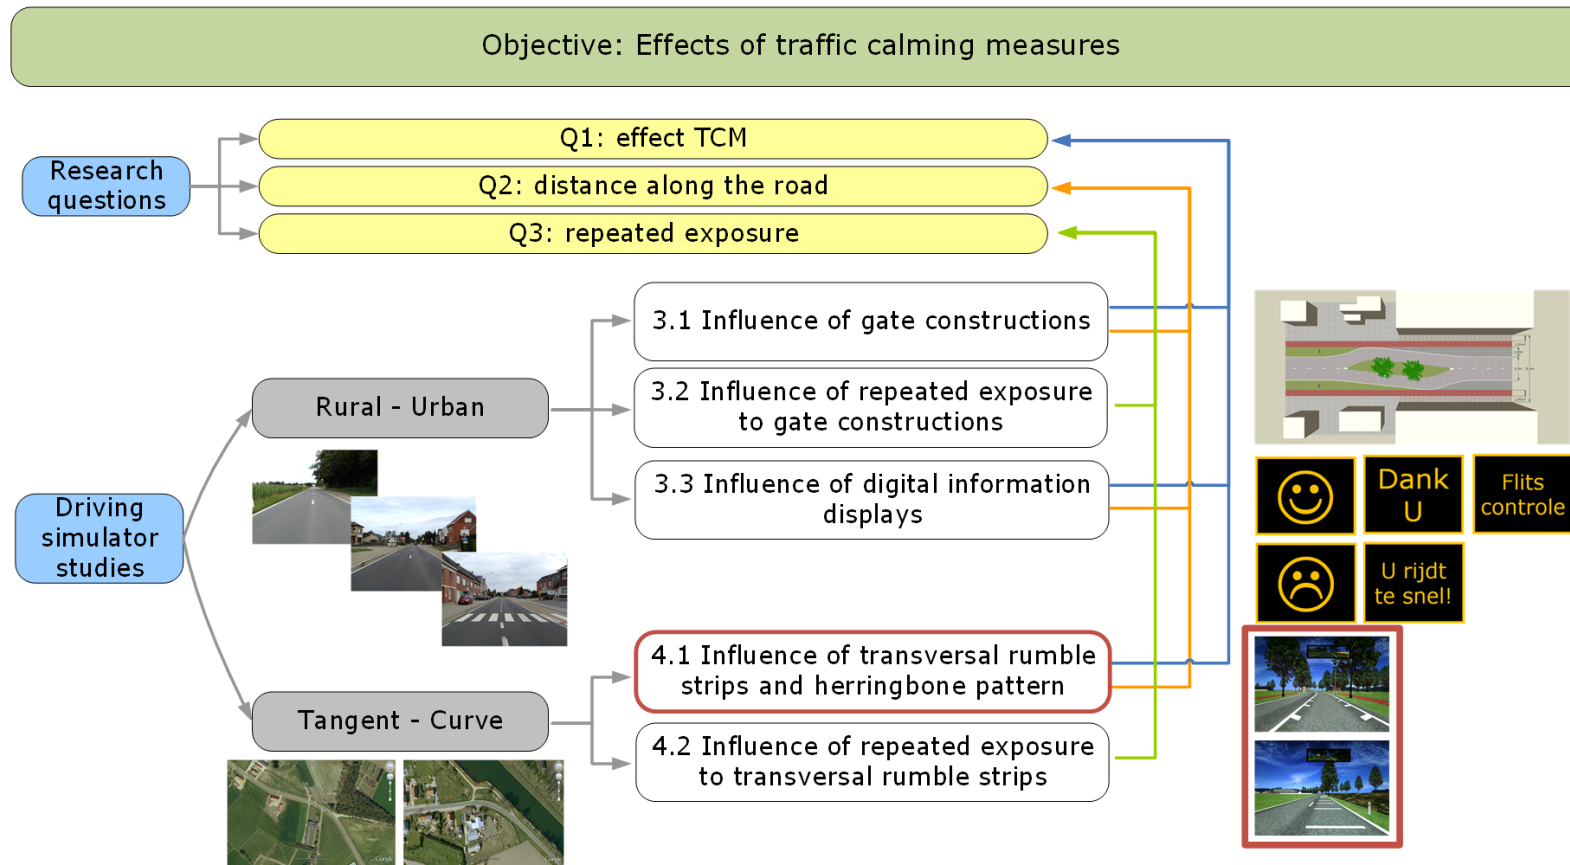 Objective: Effects of traffic calming measures
Research
questions
Q1: effect TCM
Q2: distance along the road
Q3: repeated exposure
Driving
simulator
studies
Rural - Urban
3.1 Influence of gate constructions
3.2 Influence of repeated exposure
to gate constructions
3.3 Influence of digital information
displays
Tangent - Curve
4.1 Influence of transversal rumble
strips and herringbone pattern
4.2 Influence of repeated exposure
to transversal rumble strips
Dank
U
Flits
controle
U rijdt
te snel!
Google
Google